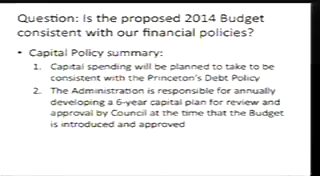 Question: Is the proposed 2014 Budget
consistent with our financial policies?
• Capital Policy summary:
1. Capital spending will be planned to take to be
consistent with the Princeton's Debt Policy
2. The Administration is responsible for annually
developing a 6-year capital plan for review and
approval by Council at the time that the Budget
is introduced and approved